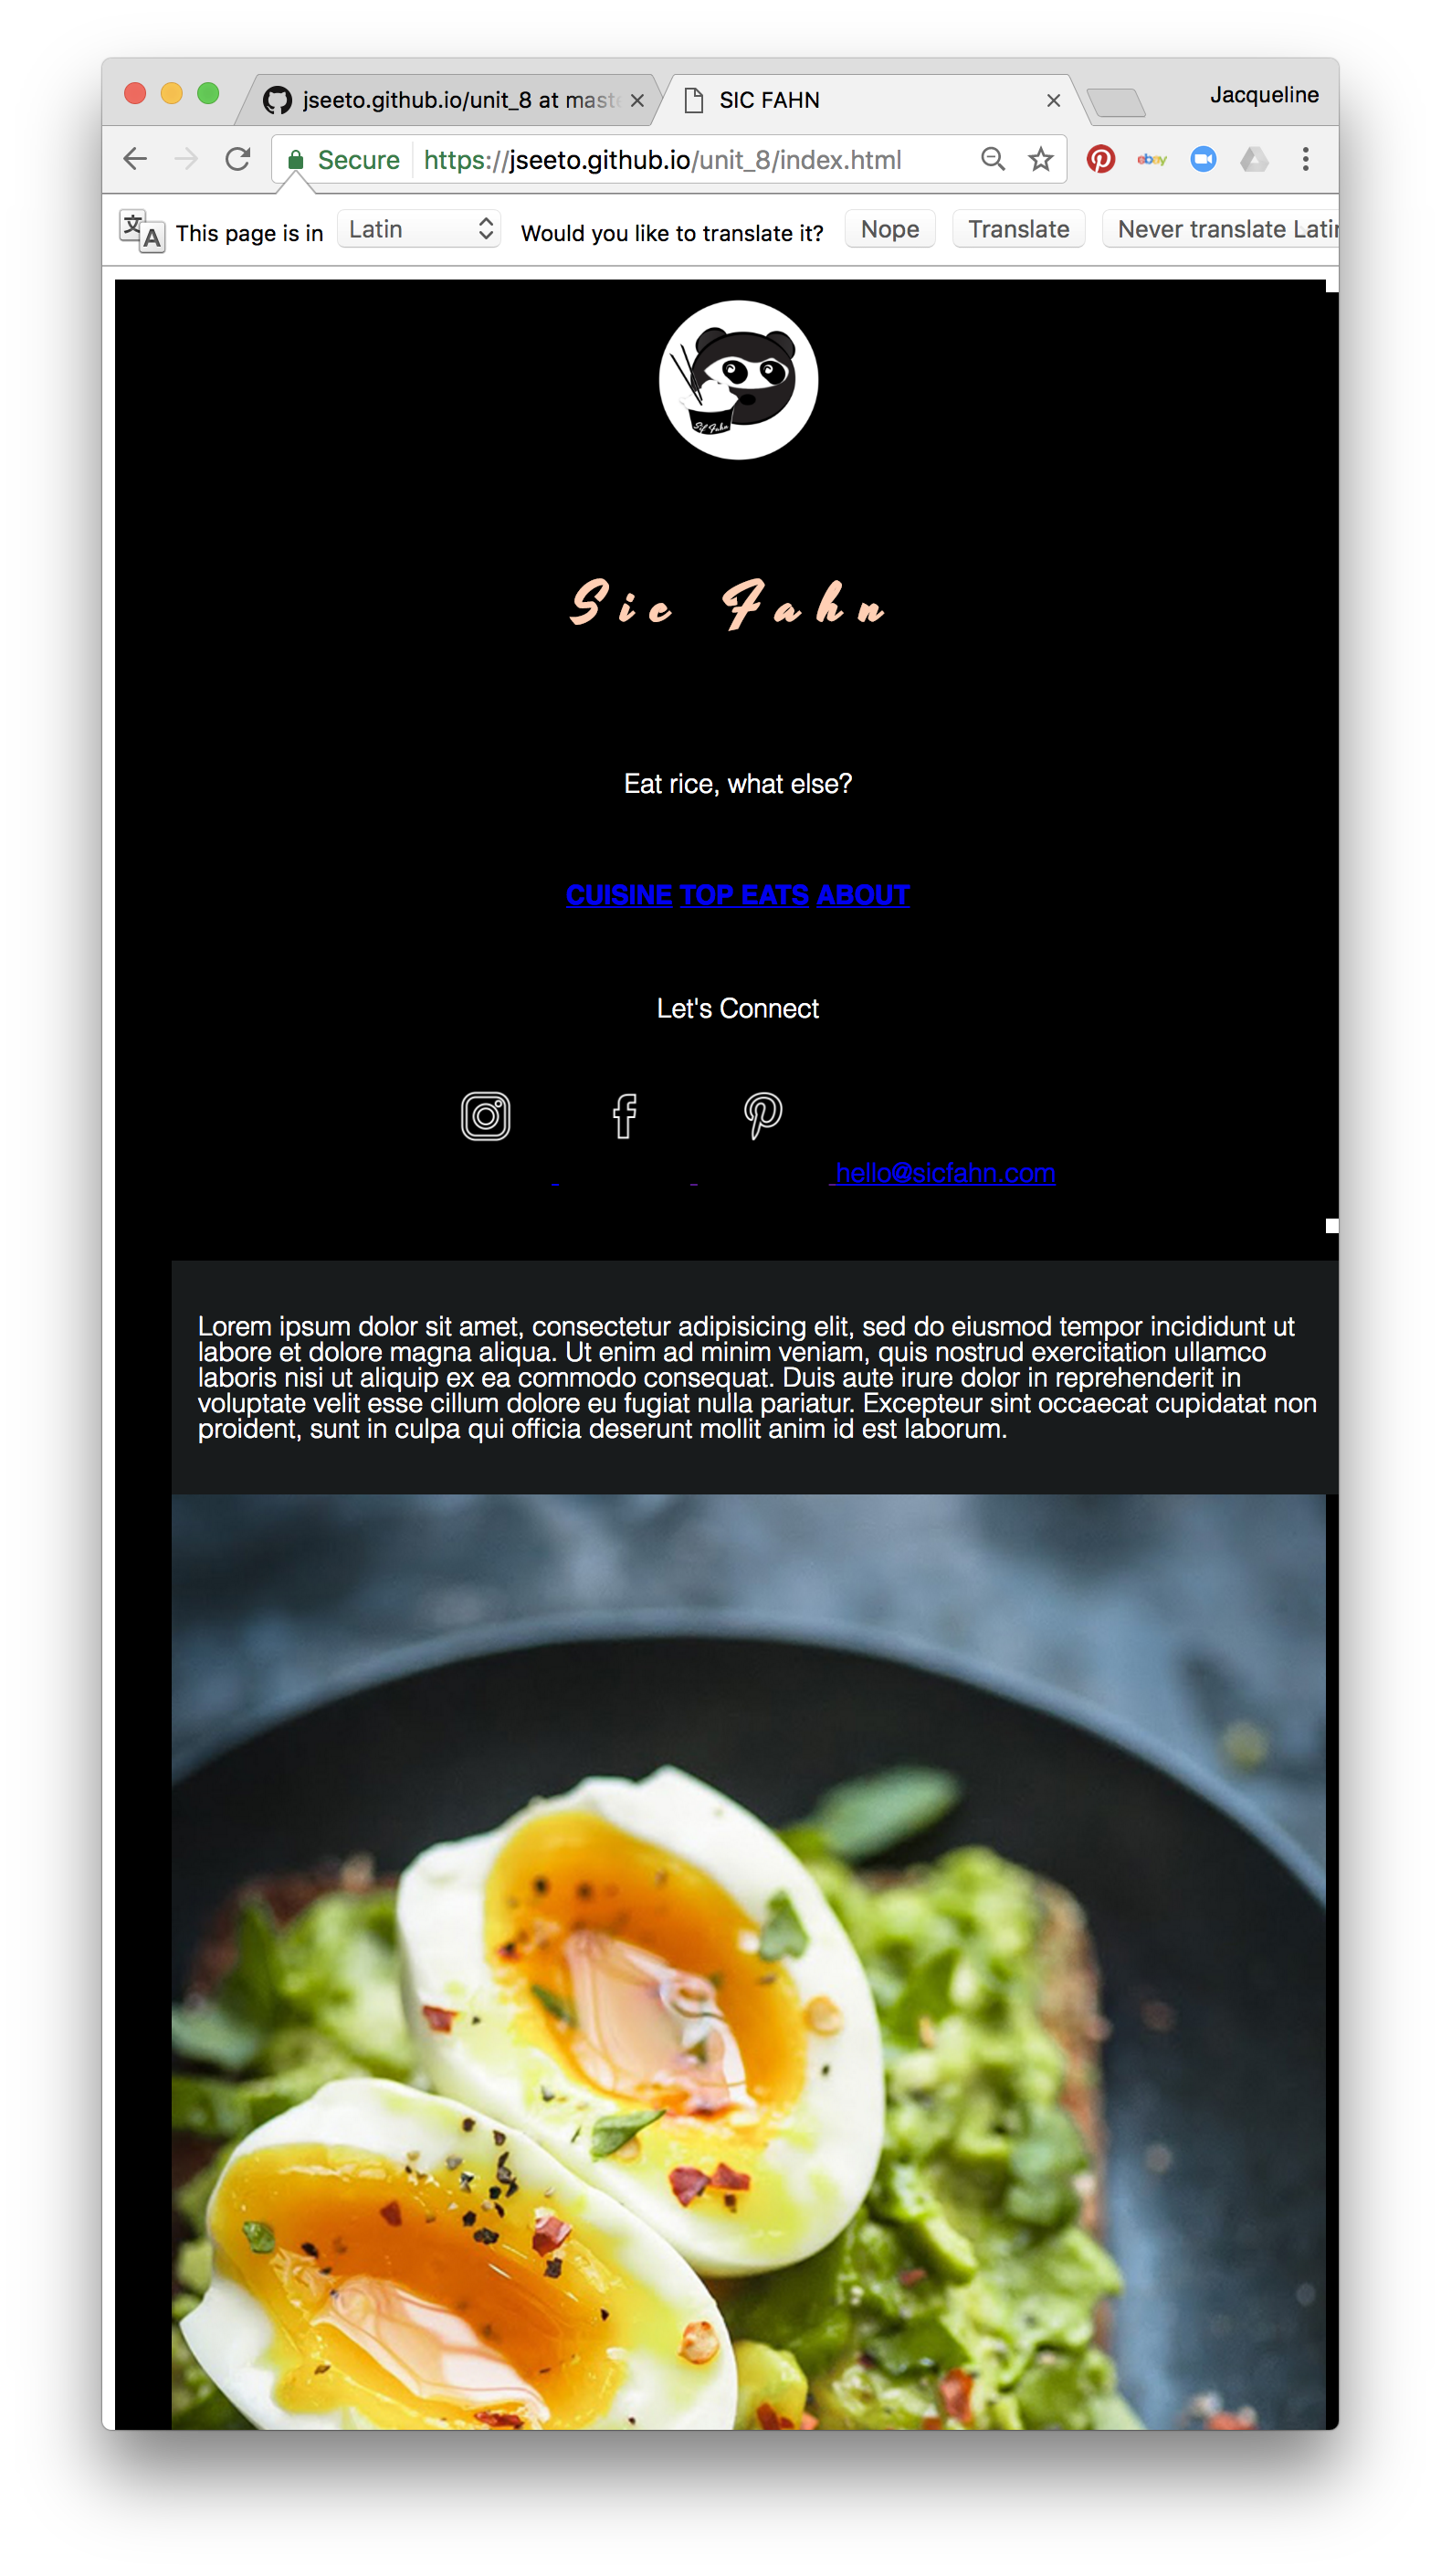 jseeto.github.io/unit_8 at maste
SIC FAHN
Jacqueline
Secure https://jseeto.github.io/unit_8/index.html
ebay
This page is in Latin Would you like to translate it? Nope Translate Never translate Latin
Sic Fahn
Sic Fahn
Eat rice, what else?
CUISINE TOP EATS ABOUT
Let's Connect
hello@sicfahn.com
Lorem ipsum dolor sit amet, consectetur adipisicing elit, sed do eiusmod tempor incididunt ut
labore et dolore magna aliqua. Ut enim ad minim veniam, quis nostrud exercitation ullamco
laboris nisi ut aliquip ex ea commodo consequat. Duis aute irure dolor in reprehenderit in
voluptate velit esse cillum dolore eu fugiat nulla pariatur. Excepteur sint occaecat cupidatat non
proident, sunt in culpa qui officia deserunt mollit anim id est laborum.